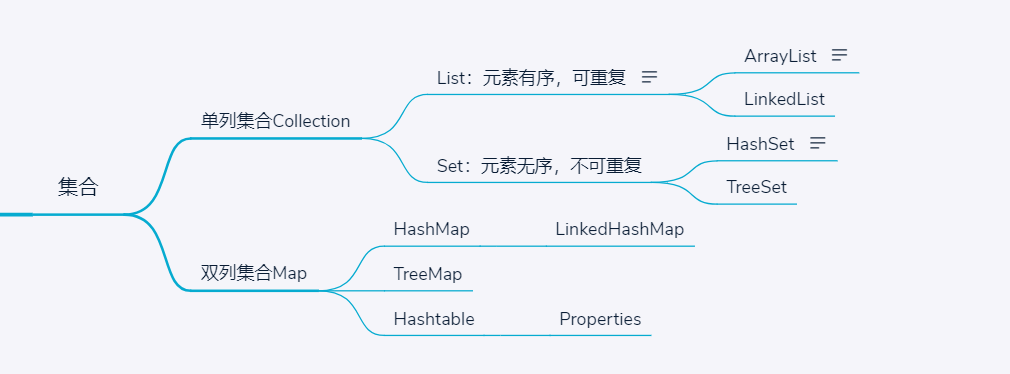 集合
单列集合Collection
List：元素有序，可重复
ArrayList
LinkedList
Set：元素无序，不可重复
HashSet
TreeSet
双列集合Map
HashMap
LinkedHashMap
TreeMap
Hashtable
Properties